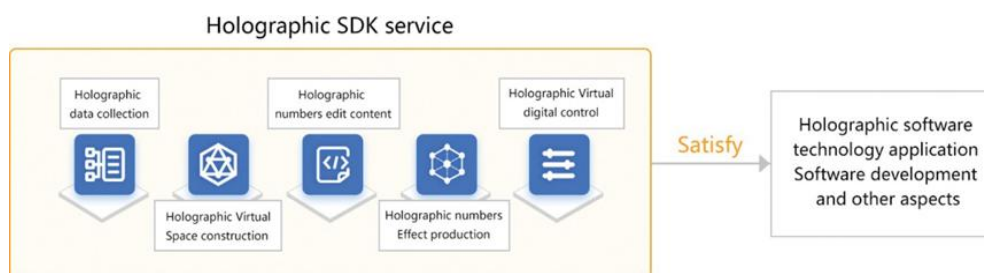 Holographic SDK service
Holographic
data collection
Holographic Virtual
Space construction
Holographic
numbers edit content
Holographic numbers
Effect production
Holographic Virtual
digital control
Satisfy
Holographic software
technology application
Software development
and other aspects